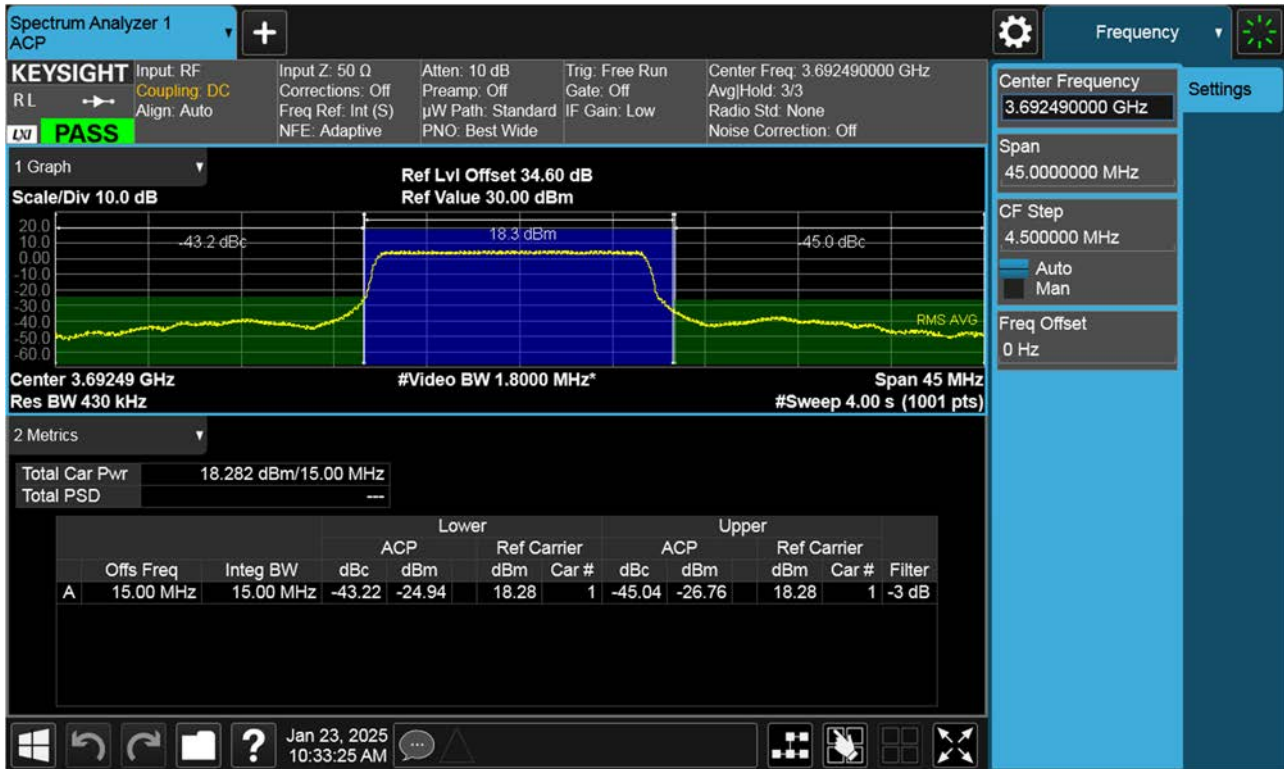 Spectrum Analyzer 1
ACP
+
Frequency
KEYSIGHT
RL
LXI PASS
Input: RF
Coupling: DC
Align: Auto
Input Z: 50 Ω
Corrections: Off
Freq Ref: Int (S)
NFE: Adaptive
Atten: 10 dB
Preamp: Off
µW Path: Standard
PNO: Best Wide
Trig: Free Run
Gate: Off
IF Gain: Low
Center Freq: 3.692490000 GHz
Avg|Hold: 3/3
Radio Std: None
Noise Correction: Off
Center Frequency
3.692490000 GHz
Settings
Span
45.0000000 MHz
CF Step
4.500000 MHz
Auto
Man
Freq Offset
0 Hz
1 Graph
Scale/Div 10.0 dB
Ref Lvl Offset 34.60 dB
Ref Value 30.00 dBm
20.0
10.0
0.00
-10.0
-20.0
-30.0
-40.0
-50.0
-60.0
-43.2 dBc
18.3 dBm
-45.0 dBc
RMS AVG
Center 3.69249 GHz
Res BW 430 kHz
#Video BW 1.8000 MHz*
Span 45 MHz
#Sweep 4.00 s (1001 pts)
2 Metrics
Total Car Pwr 18.282 dBm/15.00 MHz
Total PSD ---
Lower Upper
ACP Ref Carrier ACP Ref Carrier
Offs Freq Integ BW dBc dBm dBm Car # dBc dBm dBm Car # Filter
A 15.00 MHz 15.00 MHz -43.22 -24.94 18.28 1 -45.04 -26.76 18.28 1 -3 dB
?
Jan 23, 2025
10:33:25 AM